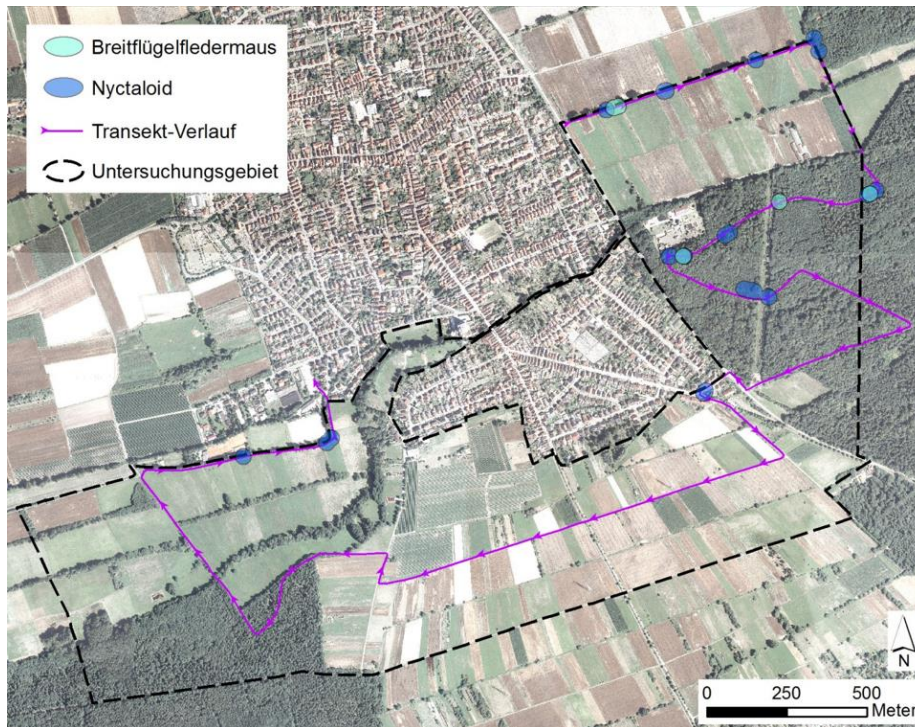 Breitflügelfledermaus
Nyctaloid
Transekt-Verlauf
Untersuchungsgebiet
N
0 250 500
Meter